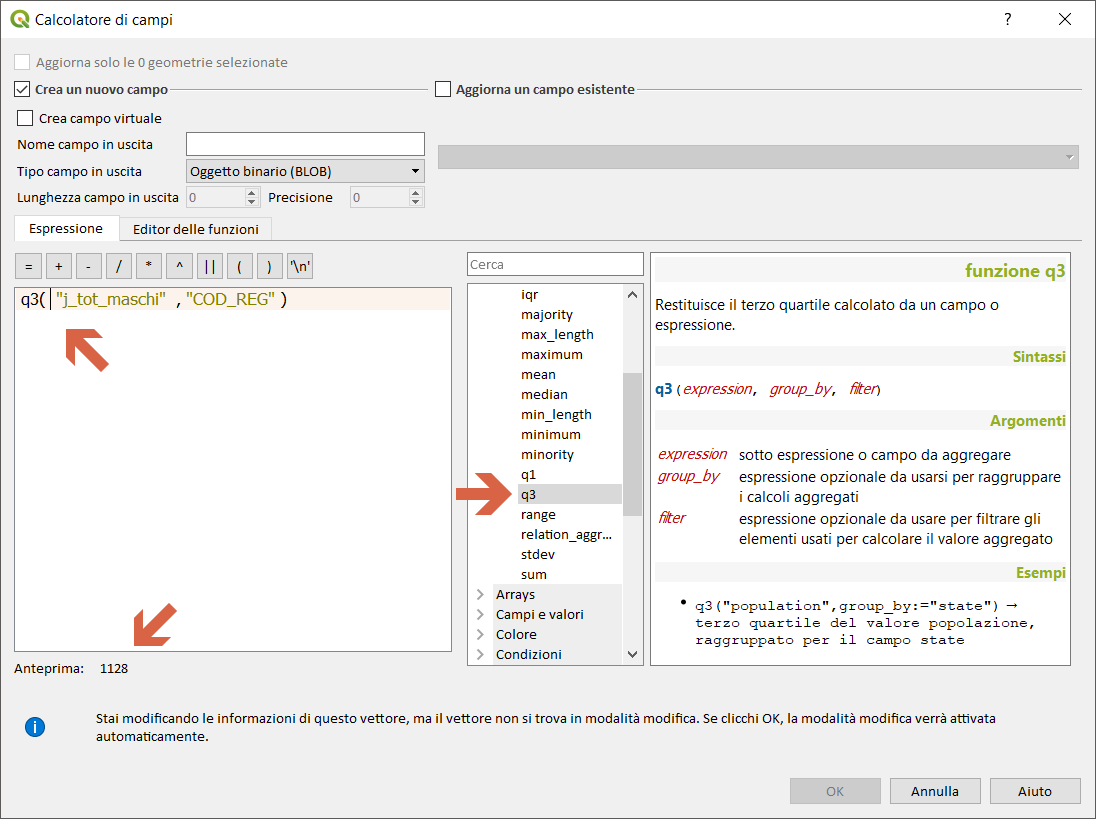 Calcolatore di campi
?
Aggiorna solo le 0 geometrie selezionate
Crea un nuovo campo
Aggiorna un campo esistente
Crea campo virtuale
Nome campo in uscita
Tipo campo in uscita
Oggetto binario (BLOB)
Lunghezza campo in uscita
0
Precisione
0
Espressione
Editor delle funzioni
= + - / * ^ || ( ) '\n'
q3( "j_tot_maschi" , "COD_REG" )
Anteprima: 1128
Cerca
iqr
majority
max_length
maximum
mean
median
min_length
minimum
minority
q1
q3
range
relation_aggr...
stdev
sum
Arrays
Campi e valori
Colore
Condizioni
funzione q3
Restituisce il terzo quartile calcolato da un campo o
espressione.
Sintassi
q3(expression, group_by, filter)
Argomenti
expression sotto espressione o campo da aggregare
group_by espressione opzionale da usarsi per raggruppare
i calcoli aggregati
filter espressione opzionale da usare per filtrare gli
elementi usati per calcolare il valore aggregato
Esempi
• q3("population",group_by:="state") →
terzo quartile del valore popolazione,
raggruppato per il campo state
i
Stai modificando le informazioni di questo vettore, ma il vettore non si trova in modalità modifica. Se clicchi OK, la modalità modifica verrà attivata
automaticamente.
OK
Annulla
Aiuto